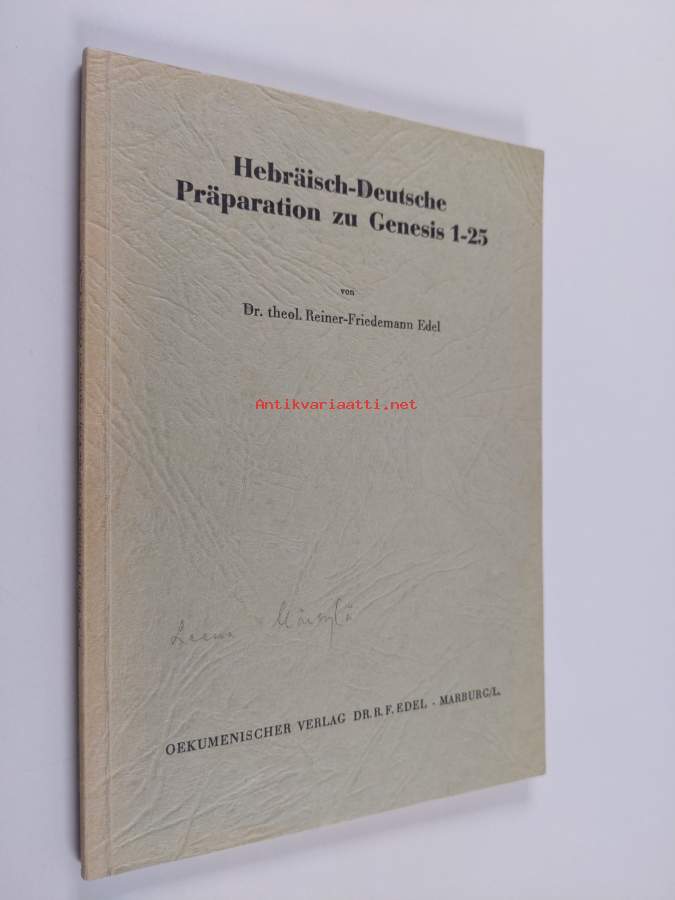 Hebräisch-Deutsche
Präparation zu Genesis 1-25
von
Dr. theol. Reiner-Friedemann Edel
Antikvariaatti.net
Leena
OEKUMENISCHER VERLAG DR. R. F. EDEL - MARBURG/L.